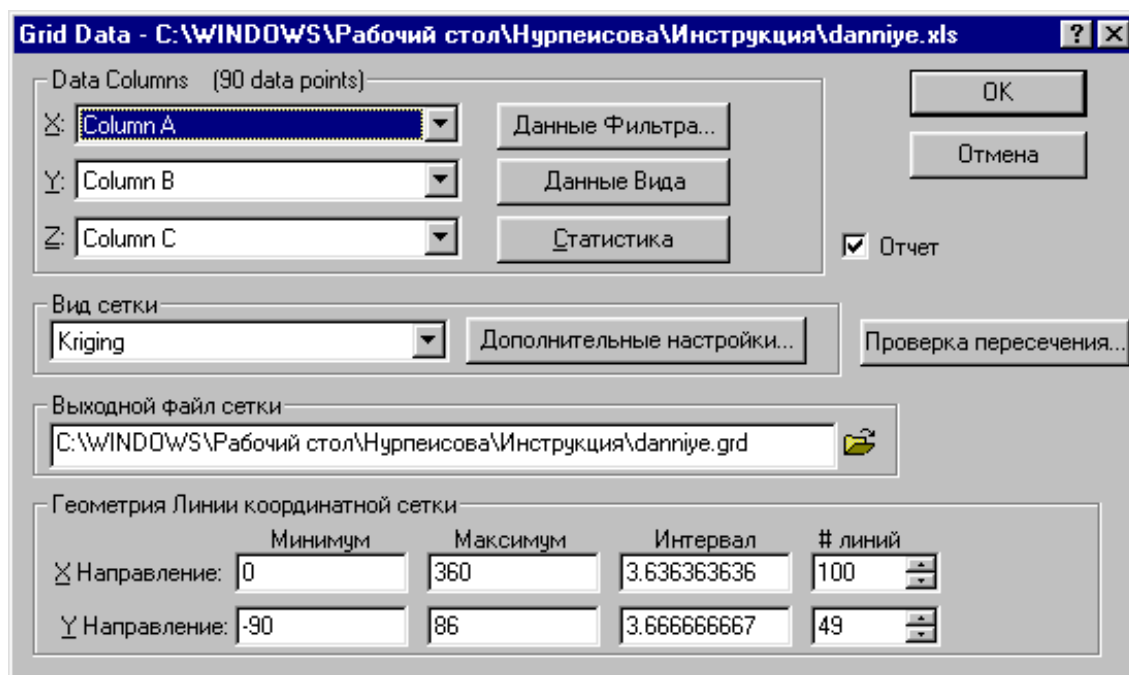 Grid Data - C:\WINDOWS\Рабочий стол\Нурпеисова\Инструкция\danniye.xls
Data Columns (90 data points)
X: Column A
Данные Фильтра...
OK
Y: Column B
Данные Вида
Отмена
Z: Column C
Статистика
Отчет
Вид сетки
Kriging
Дополнительные настройки...
Проверка пересечения...
Выходной файл сетки
C:\WINDOWS\Рабочий стол\Нурпеисова\Инструкция\danniye.grd
Геометрия Линии координатной сетки
Минимум Максимум Интервал # линий
X Направление: 0 360 3.636363636 100
Y Направление: -90 86 3.666666667 49